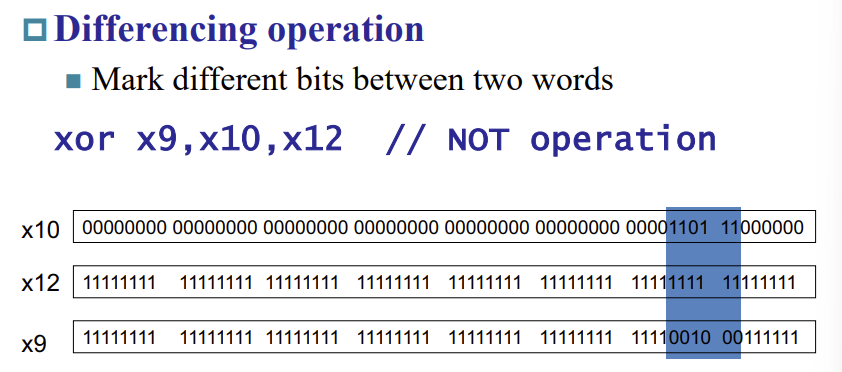 Differencing operation
Mark different bits between two words
xor x9,x10,x12 // NOT operation
x10 00000000 00000000 00000000 00000000 00000000 00000000 00001101 11000000
x12 11111111 11111111 11111111 11111111 11111111 11111111 11111111 11111111
x9 11111111 11111111 11111111 11111111 11111111 11111111 11110010 00111111